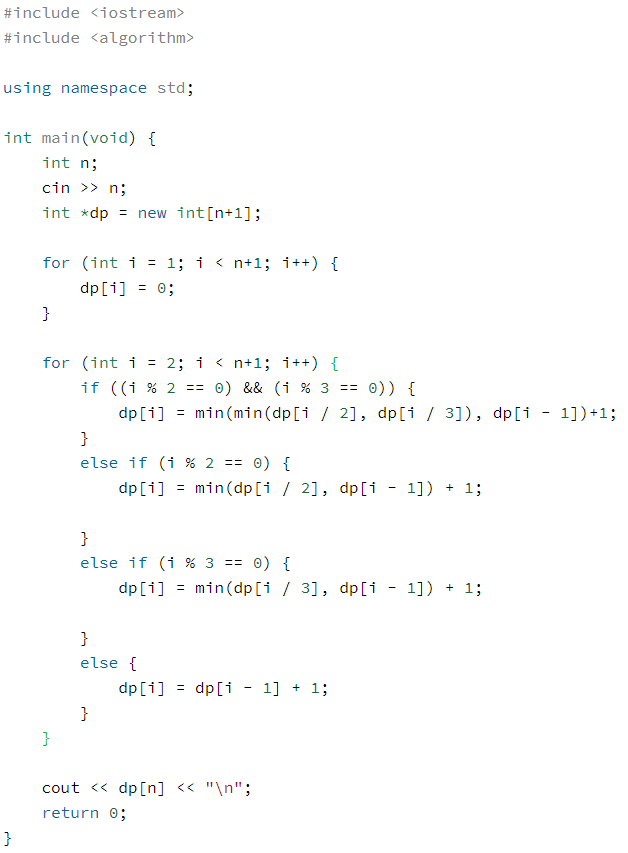 #include <iostream>
#include <algorithm>

using namespace std;

int main(void) {
    int n;
    cin >> n;
    int *dp = new int[n+1];

    for (int i = 1; i < n+1; i++) {
        dp[i] = 0;
    }

    for (int i = 2; i < n+1; i++) {
        if ((i % 2 == 0) && (i % 3 == 0)) {
            dp[i] = min(min(dp[i / 2], dp[i / 3]), dp[i - 1])+1;
        }
        else if (i % 2 == 0) {
            dp[i] = min(dp[i / 2], dp[i - 1]) + 1;

        }
        else if (i % 3 == 0) {
            dp[i] = min(dp[i / 3], dp[i - 1]) + 1;

        }
        else {
            dp[i] = dp[i - 1] + 1;
        }
    }

    cout << dp[n] << "\n";
    return 0;
}